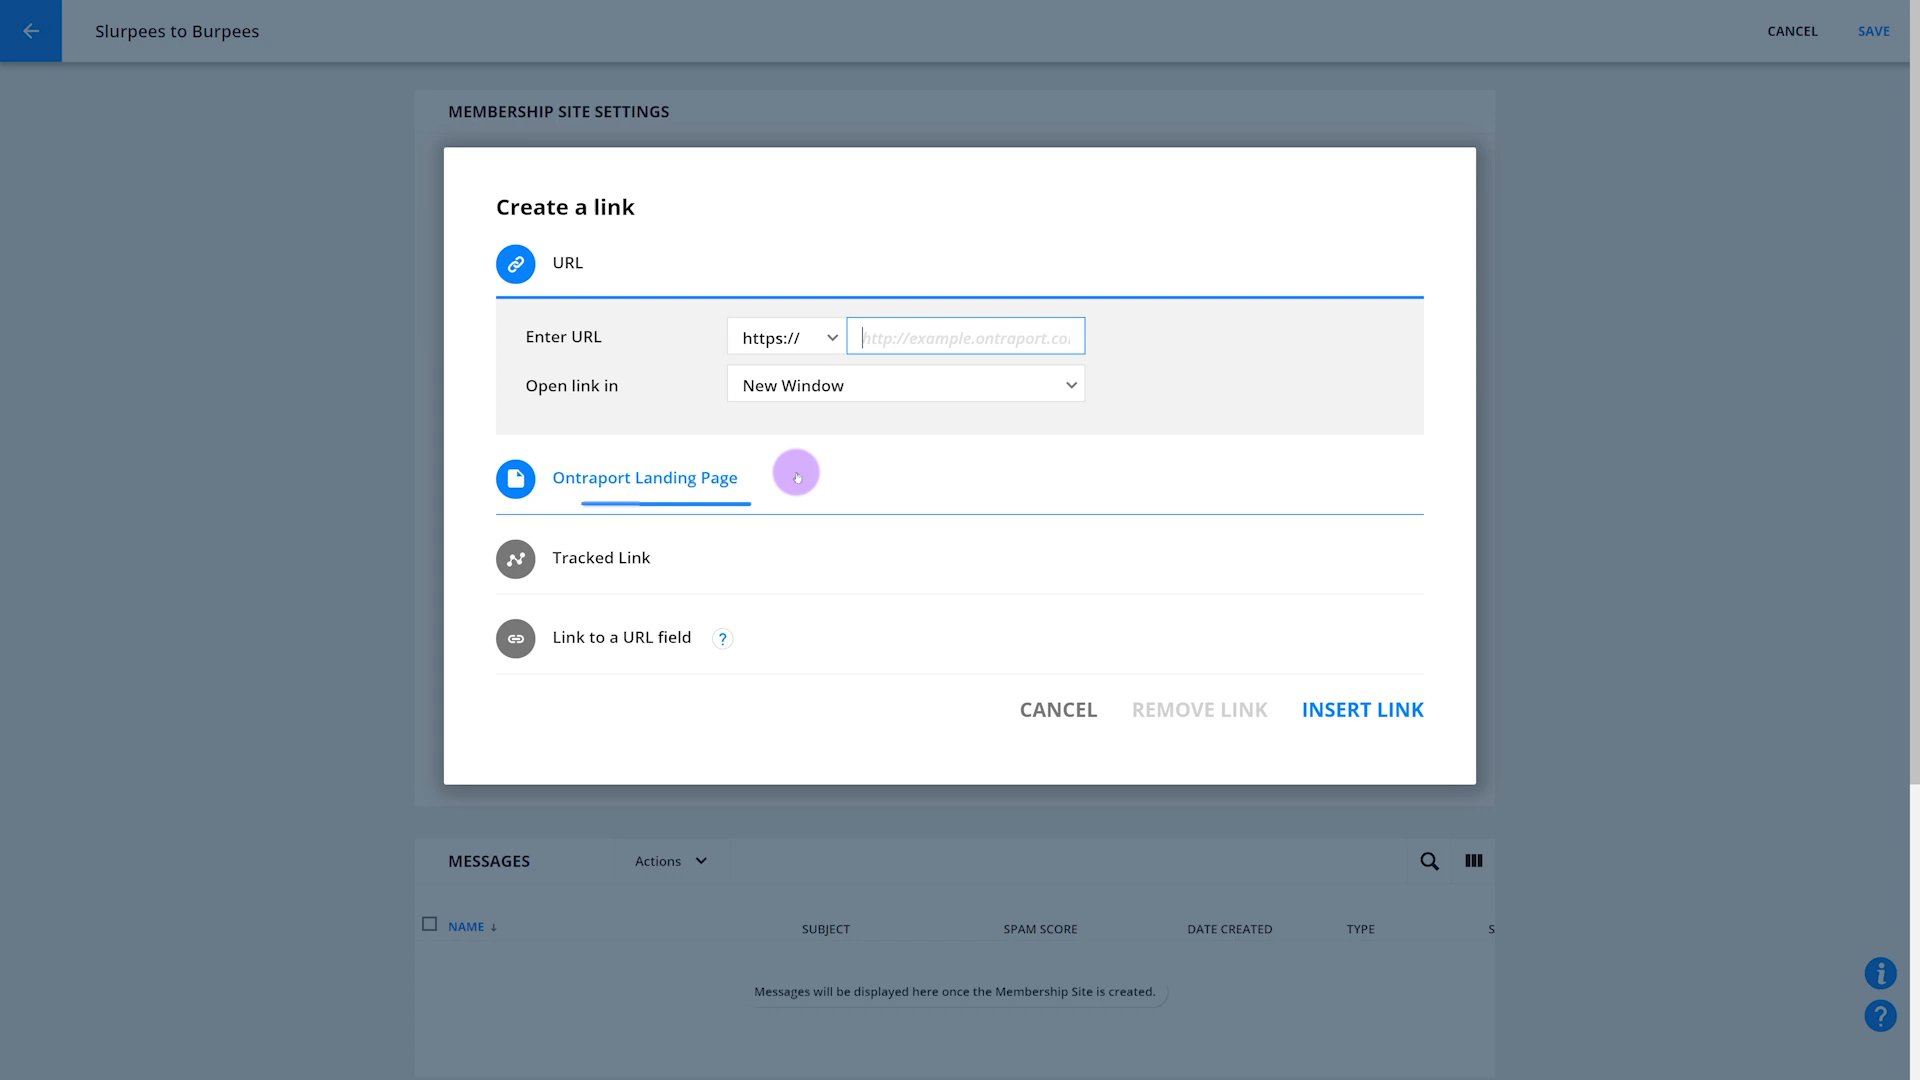 Slurpees to Burpees
CANCEL
SAVE
MEMBERSHIP SITE SETTINGS
Create a link
URL
Enter URL
https://
http://example.ontraport.co
Open link in
New Window
Ontraport Landing Page
Tracked Link
Link to a URL field
?
CANCEL
REMOVE LINK
INSERT LINK
MESSAGES
Actions
NAME ↓
SUBJECT
SPAM SCORE
DATE CREATED
TYPE
S
Messages will be displayed here once the Membership Site is created.
i
?